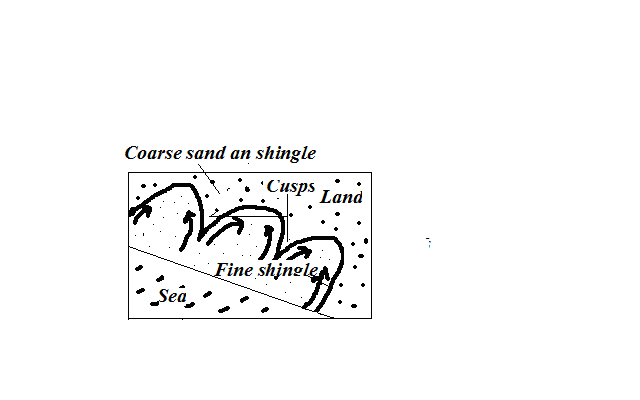 Coarse sand an shingle
Cusps
Land
Fine shingle
Sea